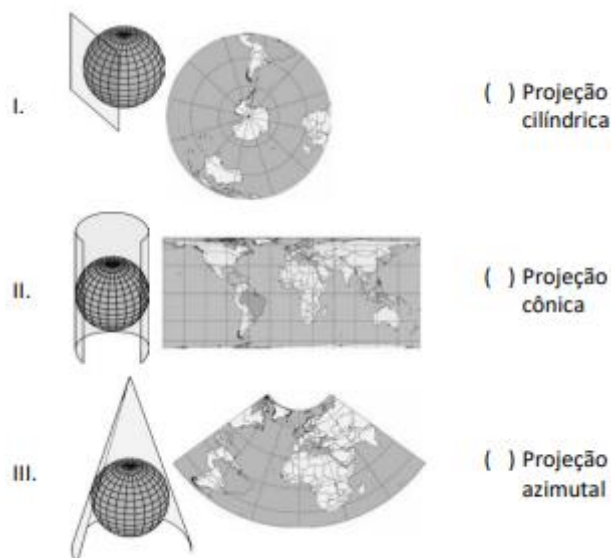 I.
( ) Projeção
cilíndrica
II.
( ) Projeção
cônica
III.
( ) Projeção
azimutal